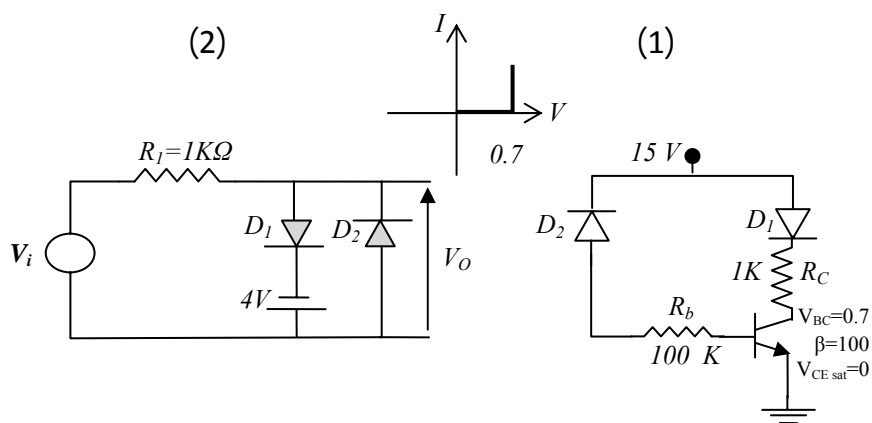 (2)
(1)
I
V
0.7
R1=1KΩ
Vi
D1
D2
4V
VO
15 V
D2
D1
1K RC
Rb
100 K
VBC=0.7
β=100
VCE sat=0